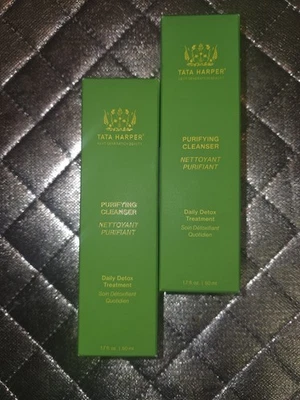 TATA HARPER
PURIFYING
CLEANSER
NETTOYANT
PURIFIANT
Daily Detox
Treatment
Soin Détoxifiant
Quotidien
TATA HARPER
PURIFYING
CLEANSER
NETTOYANT
PURIFIANT
Daily Detox
Treatment
Soin Détoxifiant
Quotidien